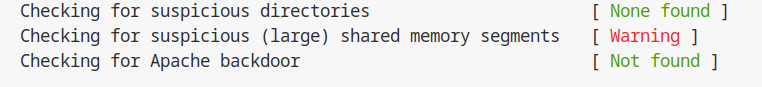 Checking for suspicious directories [ None found ]
Checking for suspicious (large) shared memory segments [ Warning ]
Checking for Apache backdoor [ Not found ]